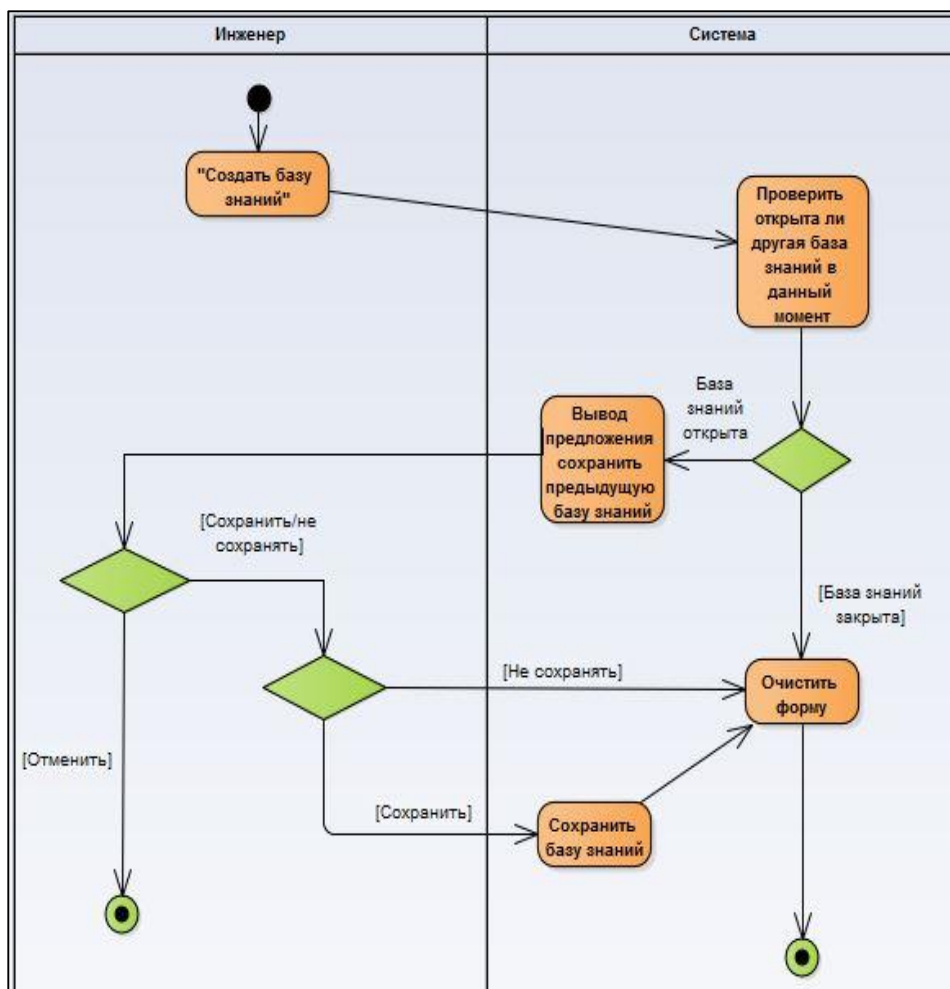 Инженер
Система
"Создать базу
знаний"
Проверить
открыта ли
другая база
знаний в
данный
момент
База
знаний
открыта
Вывод
предложения
сохранить
предыдущую
базу знаний
[Сохранить/не
сохранять]
[База знаний
закрыта]
[Не сохранять]
Очистить
форму
[Отменить]
[Сохранить]
Сохранить
базу знаний